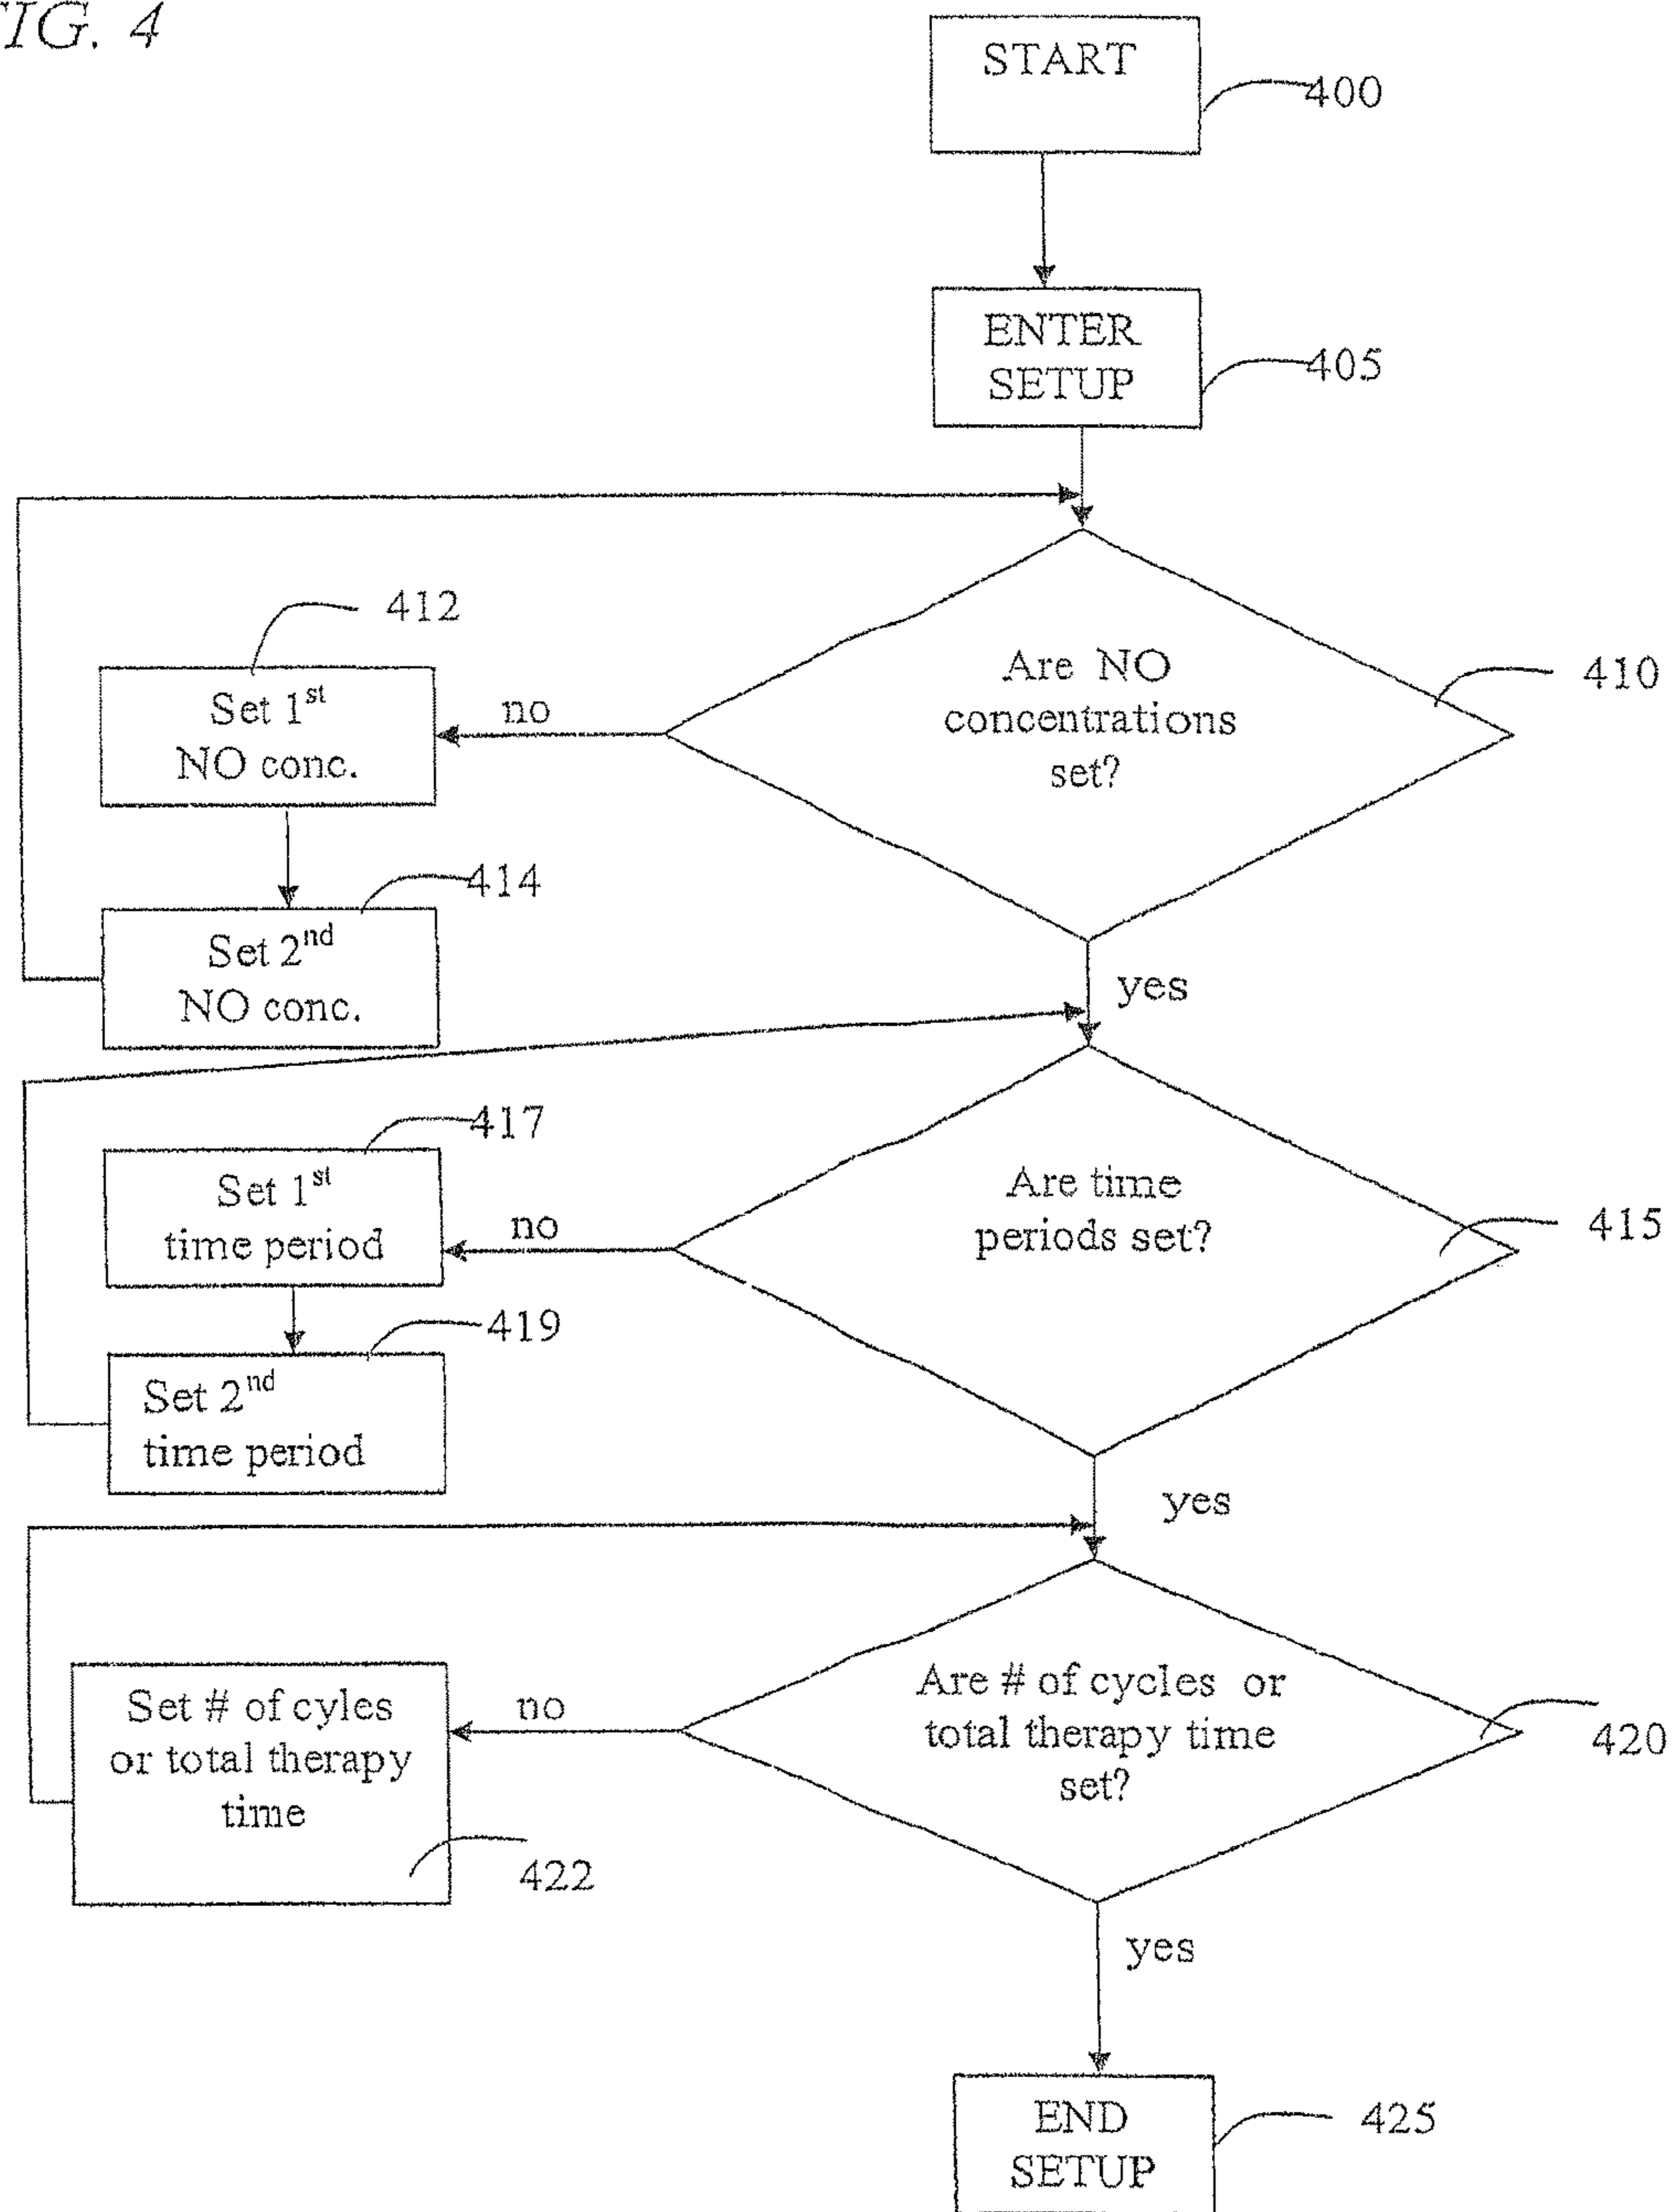 FIG. 4
START
400
ENTER
SETUP
405
Are NO
concentrations
set?
410
no
412
Set 1st
NO conc.
414
Set 2nd
NO conc.
yes
Are time
periods set?
415
no
417
Set 1st
time period
419
Set 2nd
time period
yes
Are # of cycles or
total therapy time
set?
420
no
Set # of cyles
or total therapy
time
422
yes
END
SETUP
425